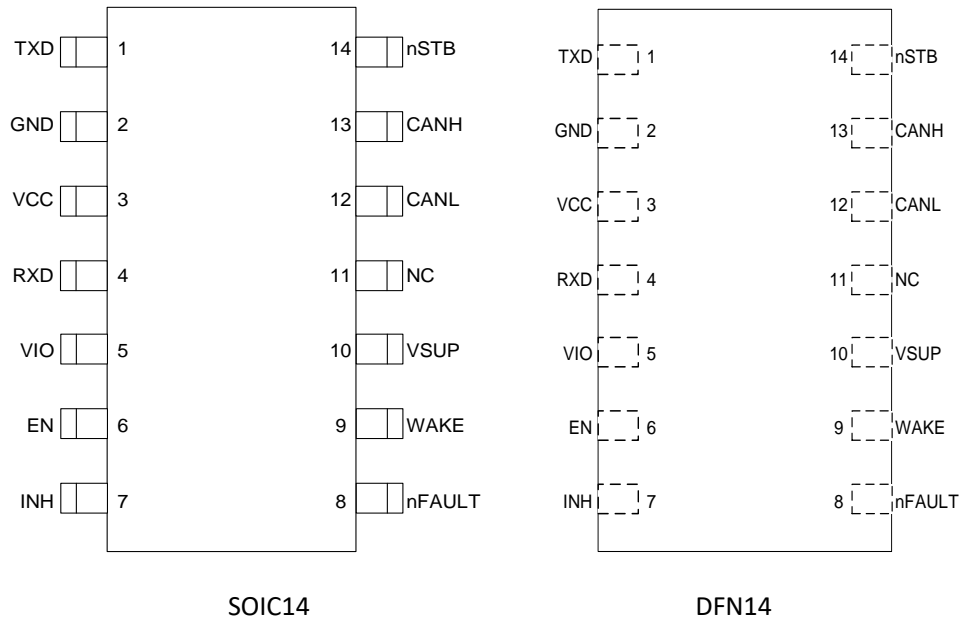 TXD 1 14 nSTB
GND 2 13 CANH
VCC 3 12 CANL
RXD 4 11 NC
VIO 5 10 VSUP
EN 6 9 WAKE
INH 7 8 nFAULT
SOIC14
TXD 1 14 nSTB
GND 2 13 CANH
VCC 3 12 CANL
RXD 4 11 NC
VIO 5 10 VSUP
EN 6 9 WAKE
INH 7 8 nFAULT
DFN14